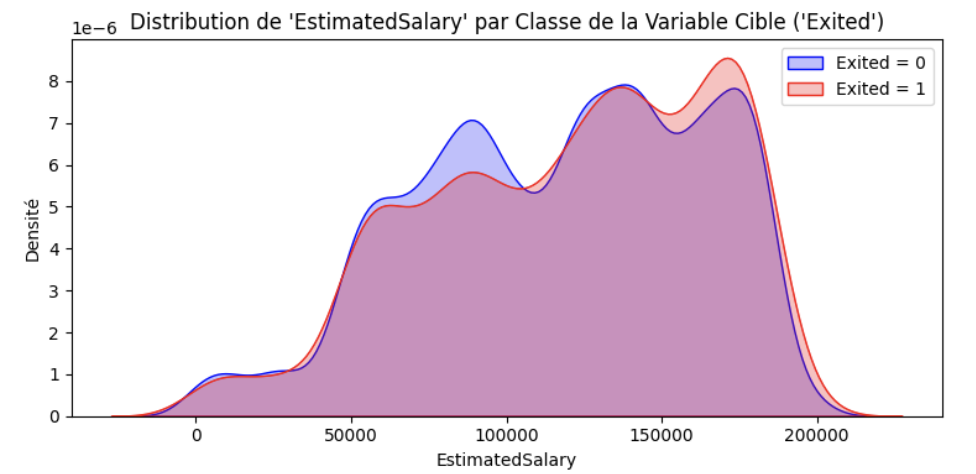 Distribution de 'EstimatedSalary' par Classe de la Variable Cible ('Exited')
1e−6
Exited = 0
Exited = 1
8
7
6
5
4
3
2
1
0
Densité
0 50000 100000 150000 200000
EstimatedSalary